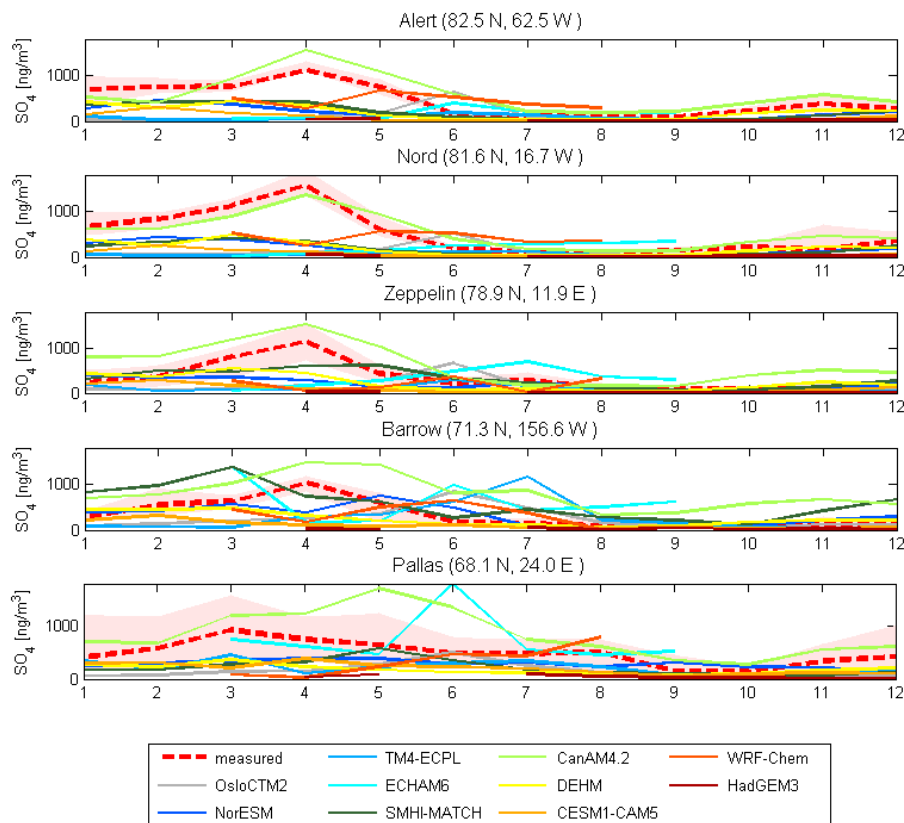 Alert (82.5 N, 62.5 W )
SO4 [ng/m3]
1000
0
1 2 3 4 5 6 7 8 9 10 11 12
Nord (81.6 N, 16.7 W )
SO4 [ng/m3]
1000
0
1 2 3 4 5 6 7 8 9 10 11 12
Zeppelin (78.9 N, 11.9 E )
SO4 [ng/m3]
1000
0
1 2 3 4 5 6 7 8 9 10 11 12
Barrow (71.3 N, 156.6 W )
SO4 [ng/m3]
1000
0
1 2 3 4 5 6 7 8 9 10 11 12
Pallas (68.1 N, 24.0 E )
SO4 [ng/m3]
1000
0
1 2 3 4 5 6 7 8 9 10 11 12
measured TM4-ECPL CanAM4.2 WRF-Chem
OsloCTM2 ECHAM6 DEHM HadGEM3
NorESM SMHI-MATCH CESM1-CAM5